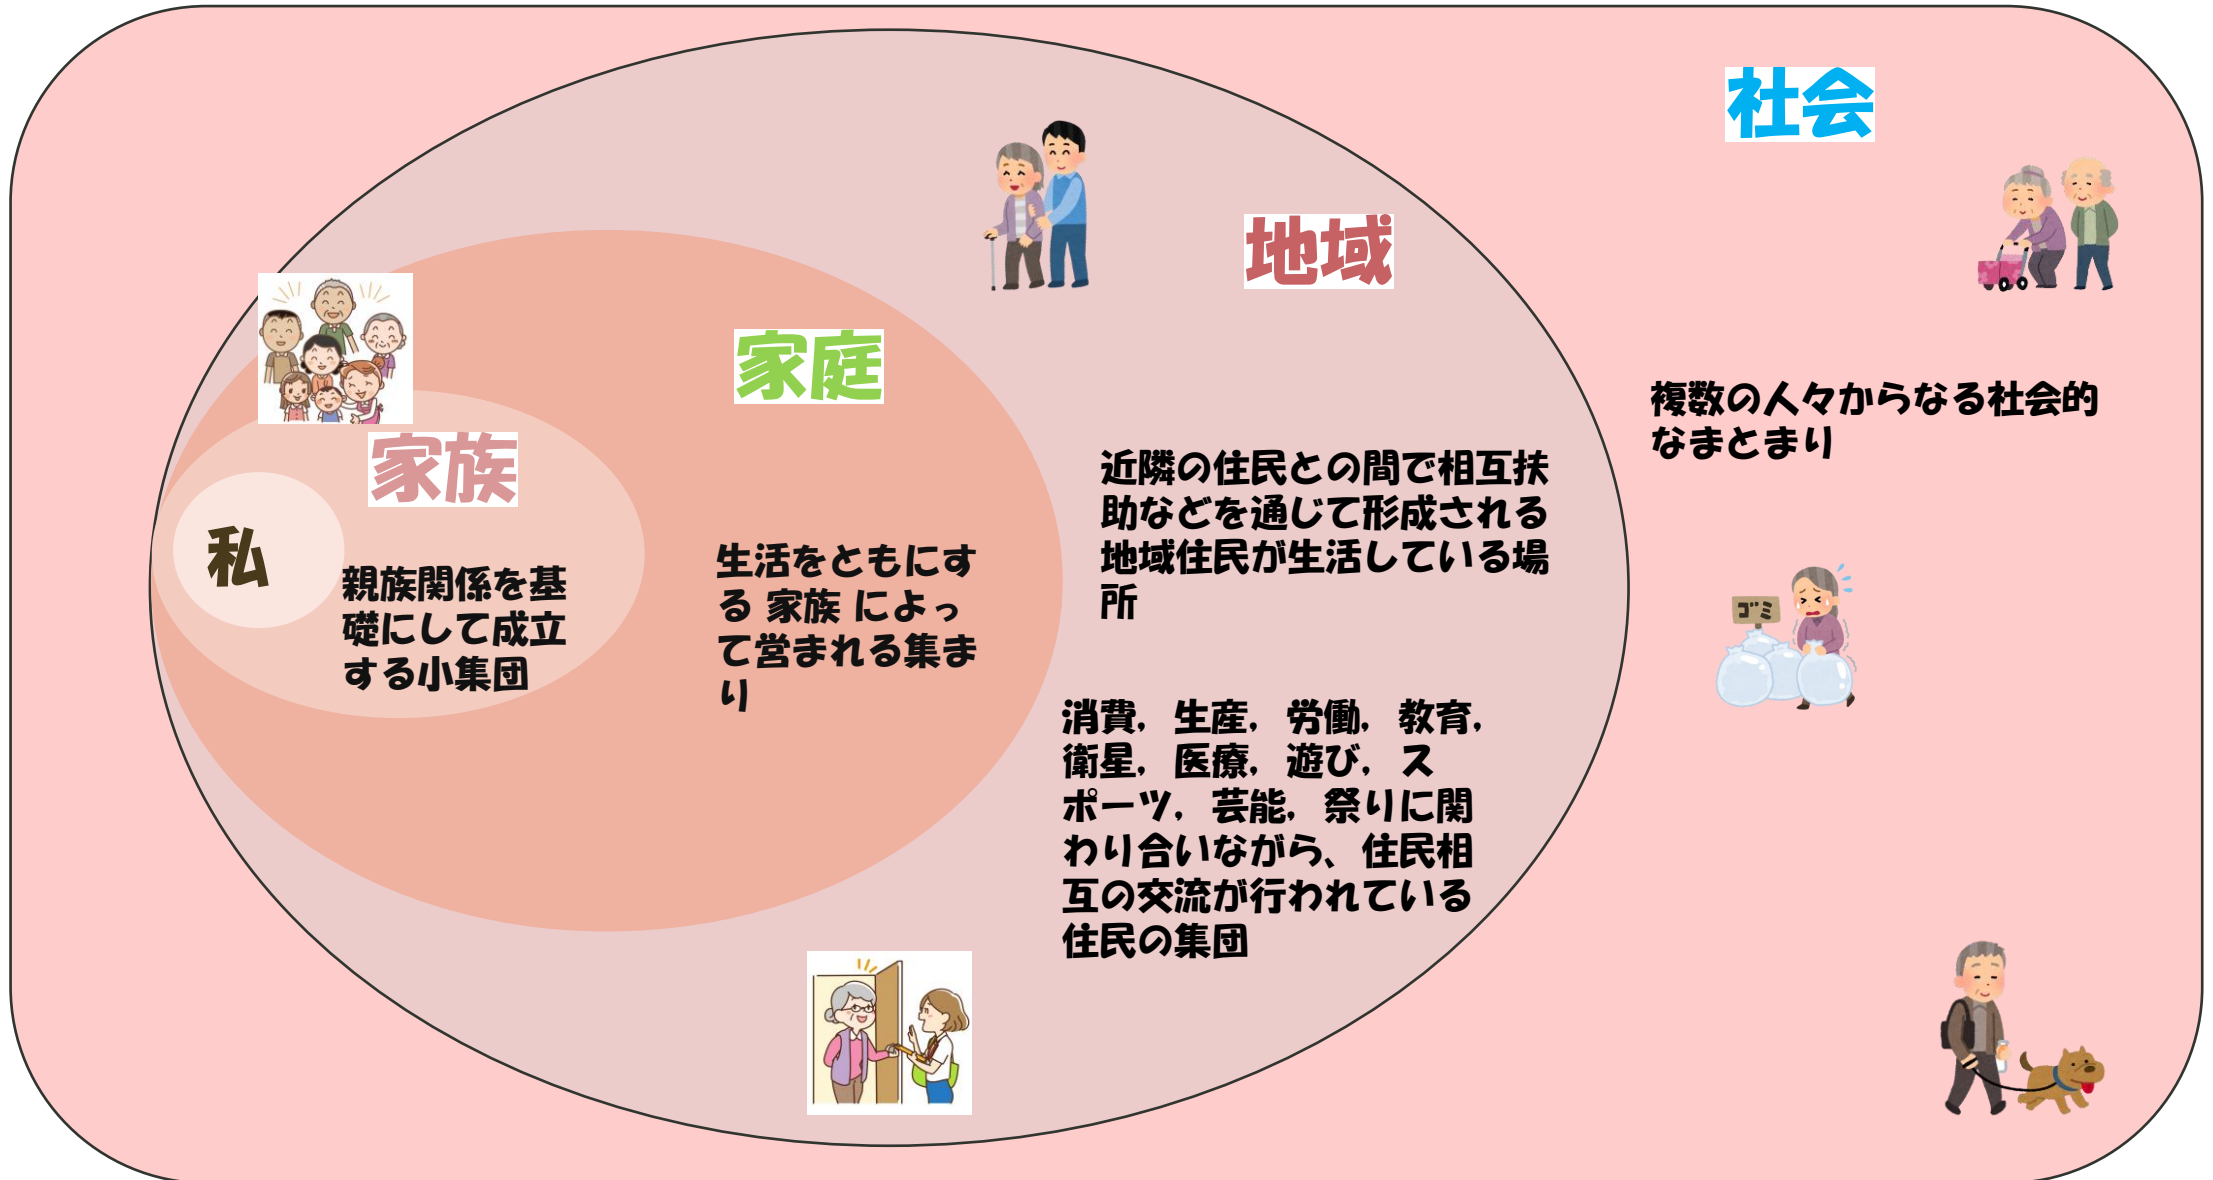 社会
地域
家庭
家族
私
親族関係を基
礎にして成立
する小集団
生活をともにす
る 家族 によっ
て営まれる集ま
り
近隣の住民との間で相互扶
助などを通じて形成される
地域住民が生活している場
所
消費，生産，労働，教育，
衛星，医療，遊び，ス
ポーツ，芸能，祭りに関
わり合いながら、住民相
互の交流が行われている
住民の集団
複数の人々からなる社会的
なまとまり
ゴミ